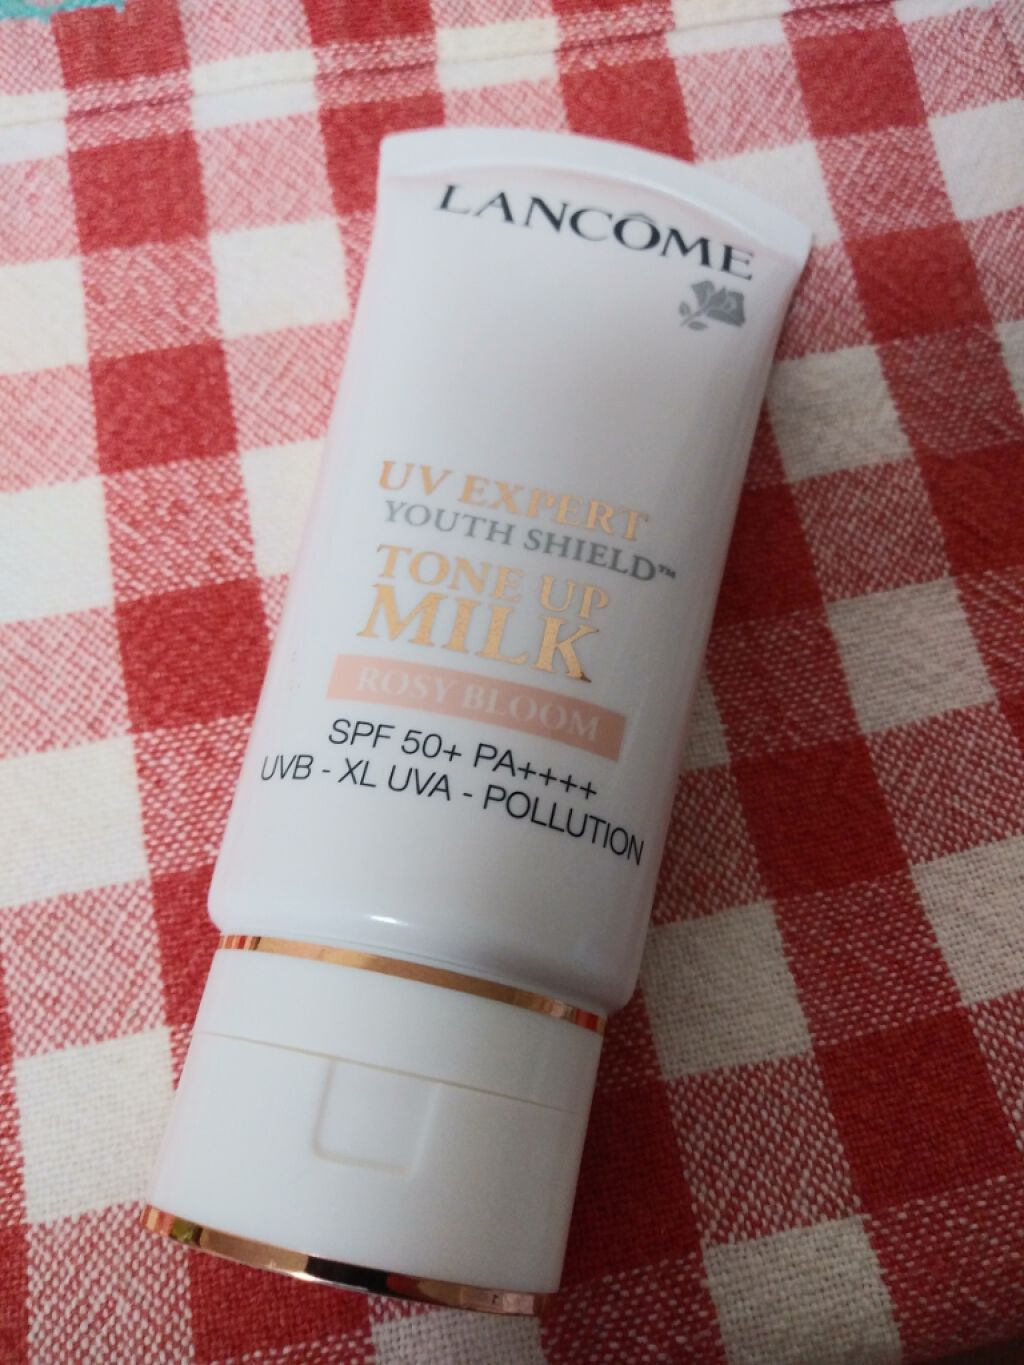 LANCÔME
UV EXPERT
YOUTH SHIELD™
TONE UP
MILK
ROSY BLOOM
SPF 50+ PA++++
UVB - XL UVA - POLLUTION